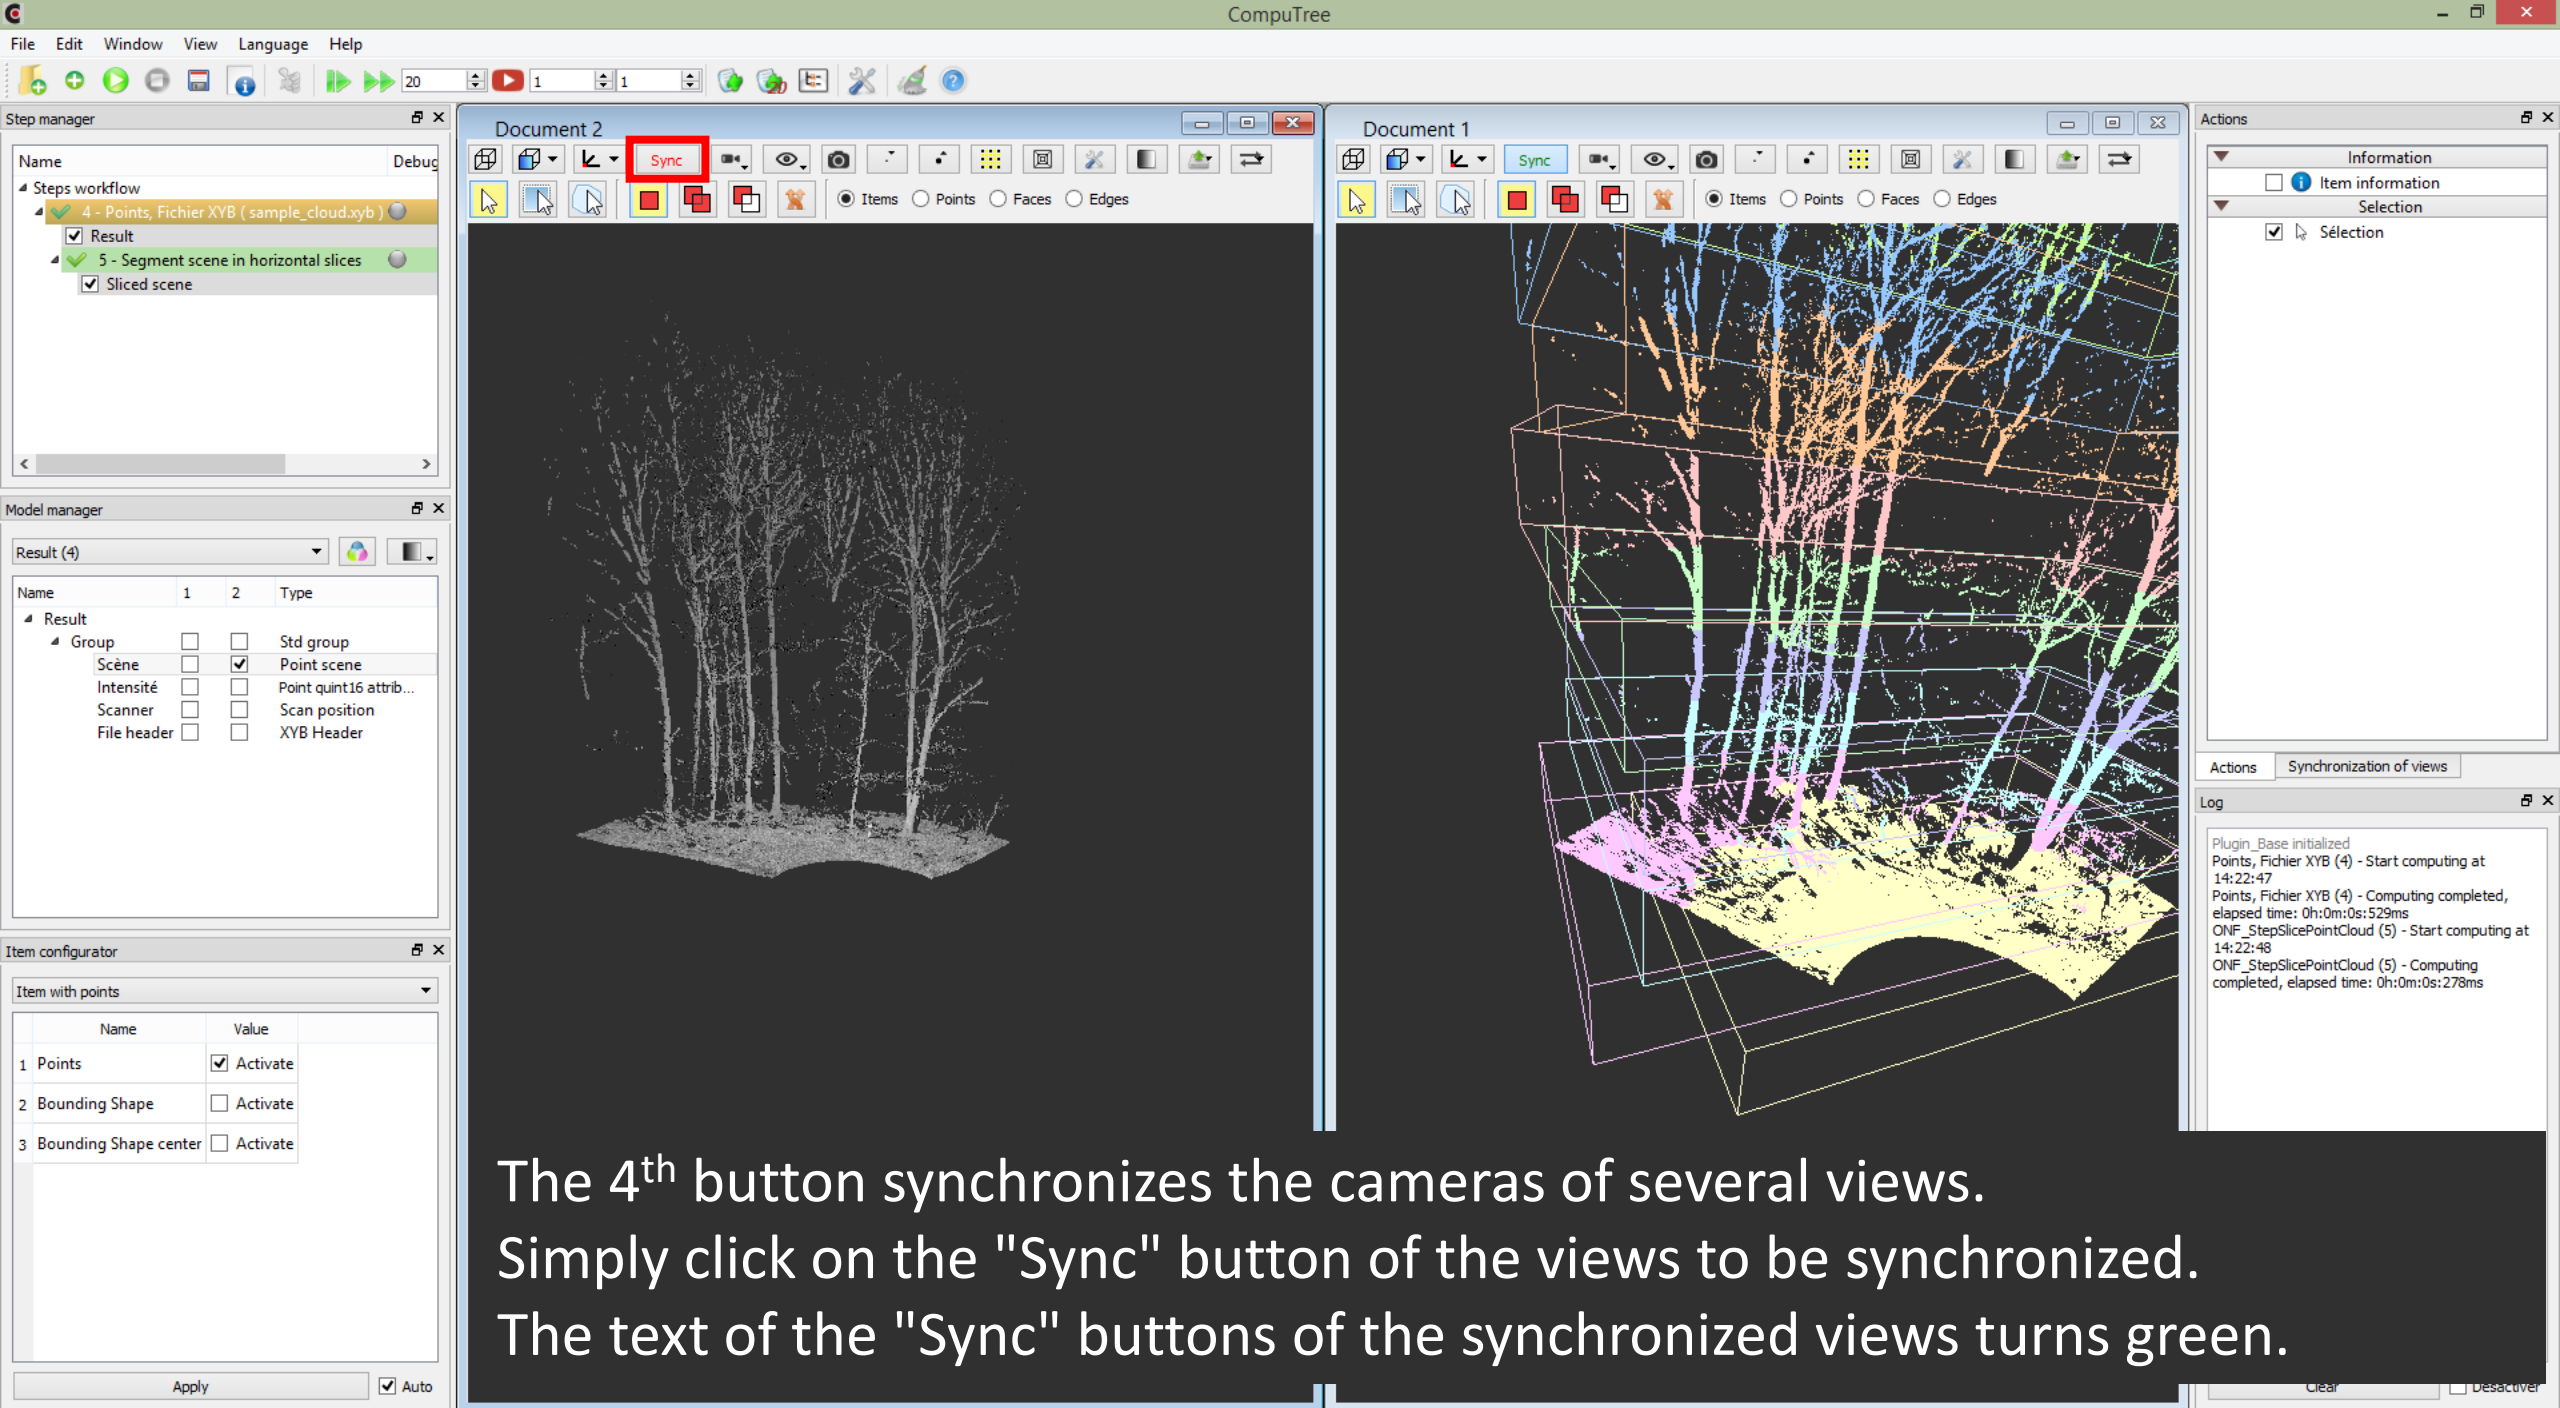 CompuTree
File Edit Window View Language Help
20 1 1 2D
Step manager
Name Debug
Steps workflow
4 - Points, Fichier XYB ( sample_cloud.xyb )
Result
5 - Segment scene in horizontal slices
Sliced scene
Model manager
Result (4)
Name 1 2 Type
Result
Group Std group
Scène Point scene
Intensité Point quint16 attrib...
Scanner Scan position
File header XYB Header
Item configurator
Item with points
Name Value
1 Points Activate
2 Bounding Shape Activate
3 Bounding Shape center Activate
Apply Auto
Document 2
Sync
Items Points Faces Edges
Document 1
Sync
Items Points Faces Edges
The 4th button synchronizes the cameras of several views.
Simply click on the "Sync" button of the views to be synchronized.
The text of the "Sync" buttons of the synchronized views turns green.
Actions
Information
Item information
Selection
Sélection
Actions Synchronization of views
Log
Plugin_Base initialized
Points, Fichier XYB (4) - Start computing at
14:22:47
Points, Fichier XYB (4) - Computing completed,
elapsed time: 0h:0m:0s:529ms
ONF_StepSlicePointCloud (5) - Start computing at
14:22:48
ONF_StepSlicePointCloud (5) - Computing
completed, elapsed time: 0h:0m:0s:278ms
Clear Désactiver